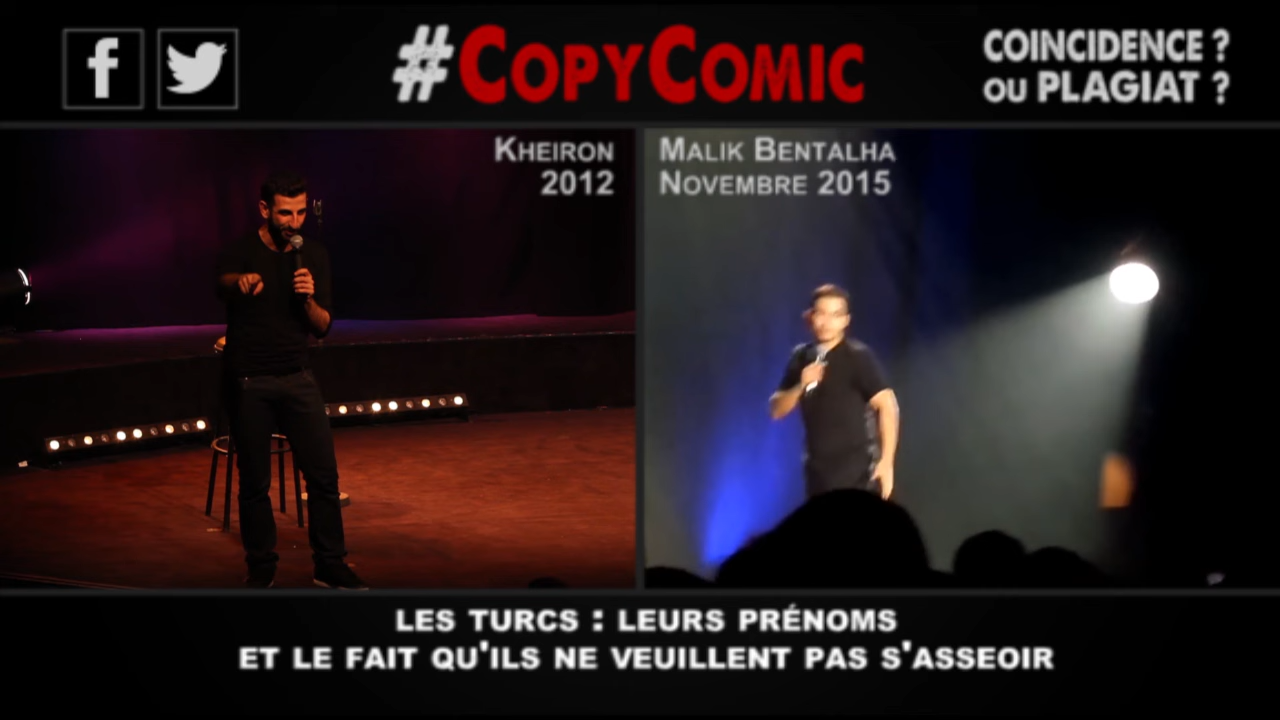 #CopyComic
COINCIDENCE ?
OU PLAGIAT ?
Kheiron
2012
Malik Bentalha
Novembre 2015
LES TURCS : LEURS PRÉNOMS
ET LE FAIT QU'ILS NE VEUILLENT PAS S'ASSEOIR